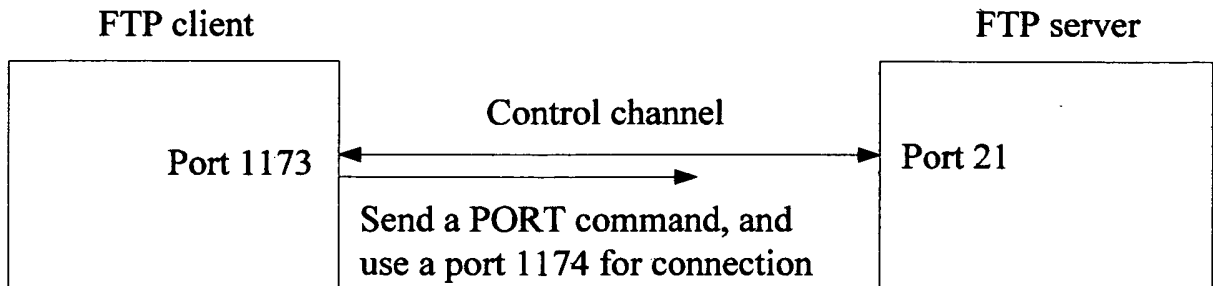 FTP client
FTP server
Control channel
Port 1173
Port 21
Send a PORT command, and
use a port 1174 for connection